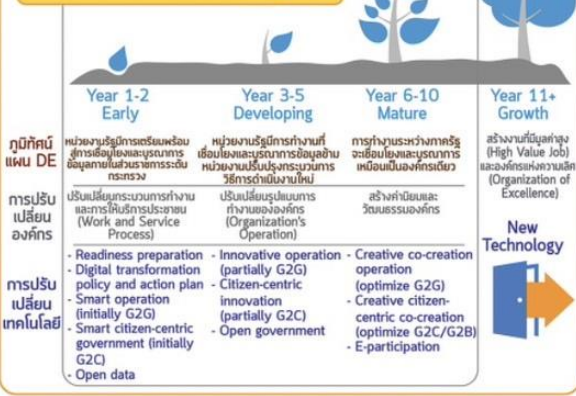 Year 1-2
Early
Year 3-5
Developing
Year 6-10
Mature
Year 11+
Growth
ภูมิทัศน์
แผน DE
หน่วยงานรัฐมีการเตรียมพร้อม
สู่การเชื่อมโยงและบูรณาการ
ข้อมูลภายในส่วนราชการระดับ
กระทรวง
หน่วยงานรัฐมีการทำงานที่
เชื่อมโยงและบูรณาการข้อมูลข้าม
หน่วยงานปรับปรุงกระบวนการ
วิธีการดำเนินงานใหม่
การทำงานระหว่างภาครัฐ
จะเชื่อมโยงและบูรณาการ
เหมือนเป็นองค์กรเดียว
สร้างงานที่มีมูลค่าสูง
(High Value Job)
และองค์กรแห่งความเลิศ
(Organization of
Excellence)
การปรับ
เปลี่ยน
องค์กร
ปรับเปลี่ยนกระบวนการทำงาน
และการให้บริการประชาชน
(Work and Service
Process)
ปรับเปลี่ยนรูปแบบการ
ทำงานขององค์กร
(Organization's
Operation)
สร้างค่านิยมและ
วัฒนธรรมองค์กร
การปรับ
เปลี่ยน
เทคโนโลยี
- Readiness preparation
- Digital transformation
policy and action plan
- Smart operation
(initially G2G)
- Smart citizen-centric
government (initially
G2C)
- Open data
- Innovative operation
(partially G2G)
- Citizen-centric
innovation
(partially G2C)
- Open government
- Creative co-creation
operation
(optimize G2G)
- Creative citizen-
centric co-creation
(optimize G2C/G2B)
- E-participation
New
Technology